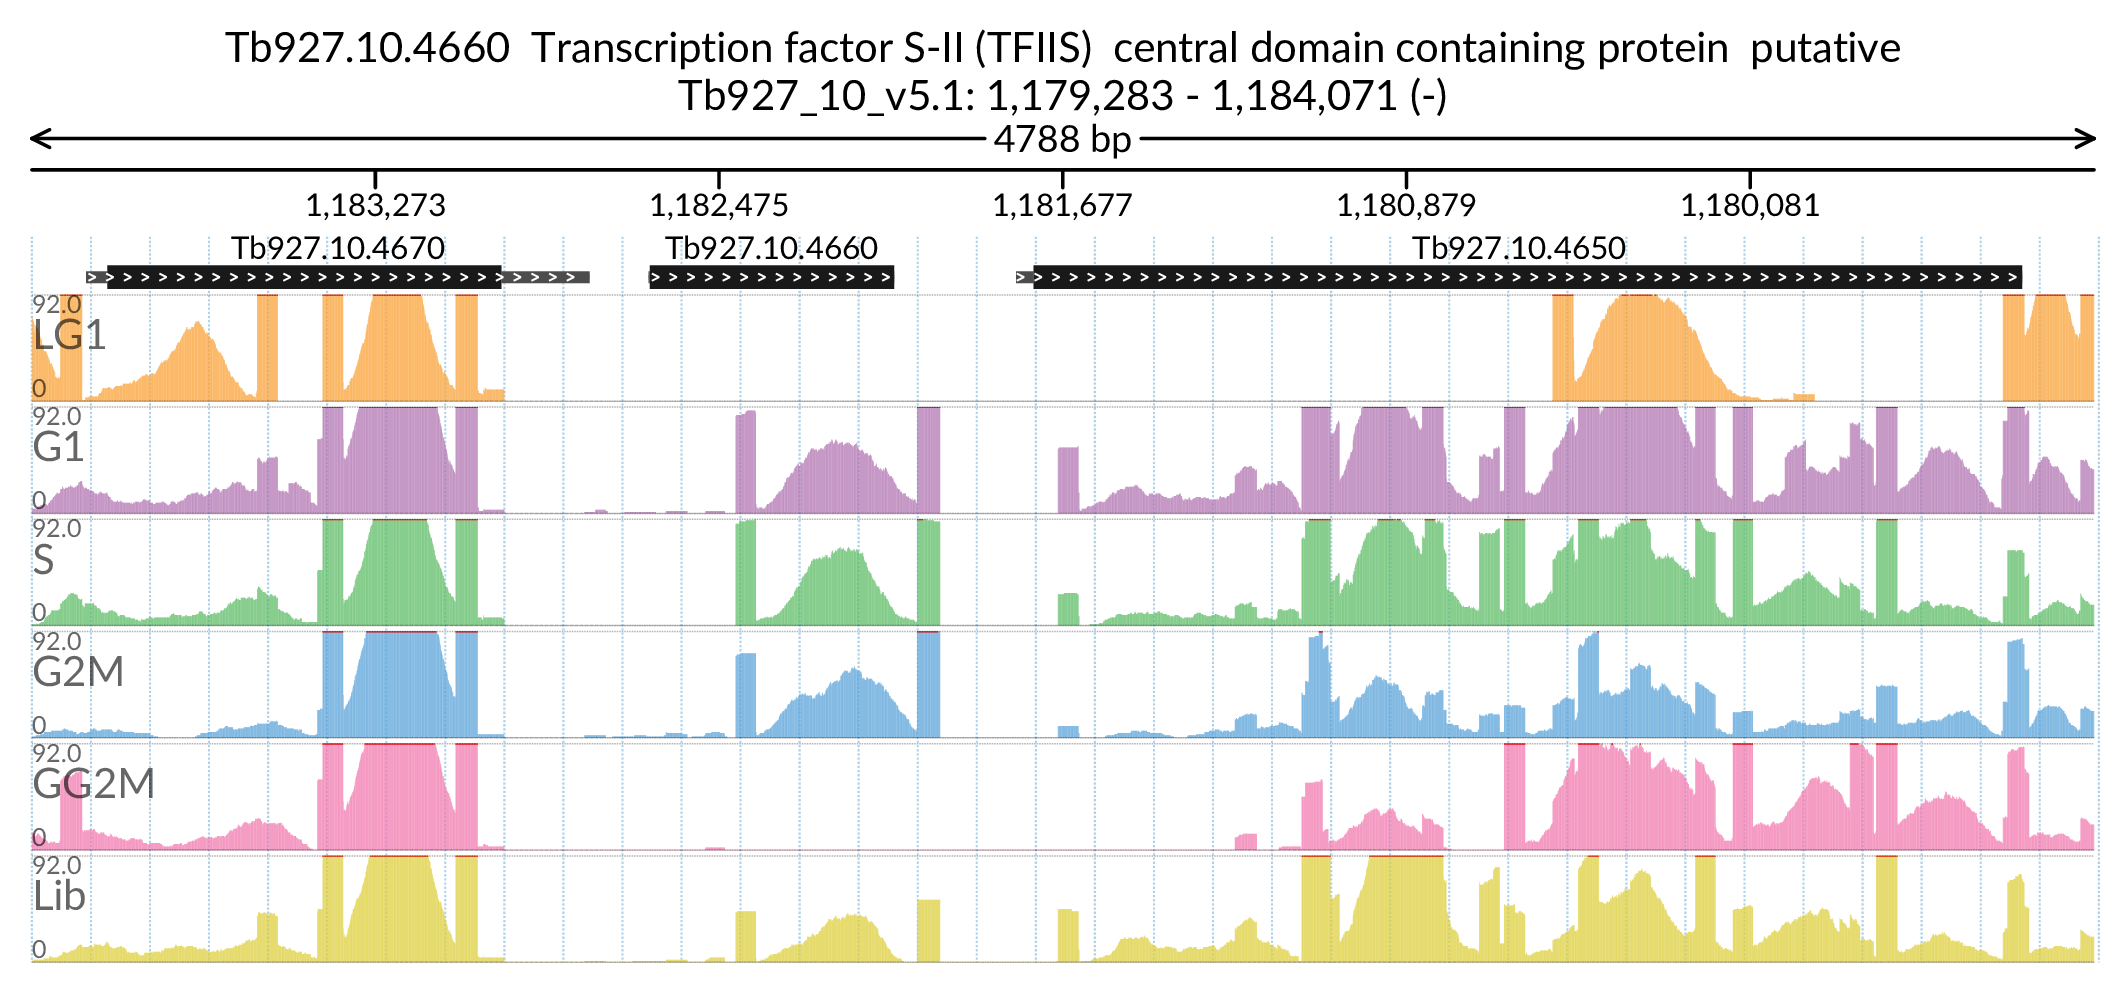 Tb927.10.4660  Transcription factor S-II (TFIIS)  central domain containing protein  putative
Tb927_10_v5.1: 1,179,283 - 1,184,071 (-)
4788 bp
1,183,273 1,182,475 1,181,677 1,180,879 1,180,081
Tb927.10.4670 Tb927.10.4660 Tb927.10.4650
92.0
LG1
0
92.0
G1
0
92.0
S
0
92.0
G2M
0
92.0
GG2M
0
92.0
Lib
0